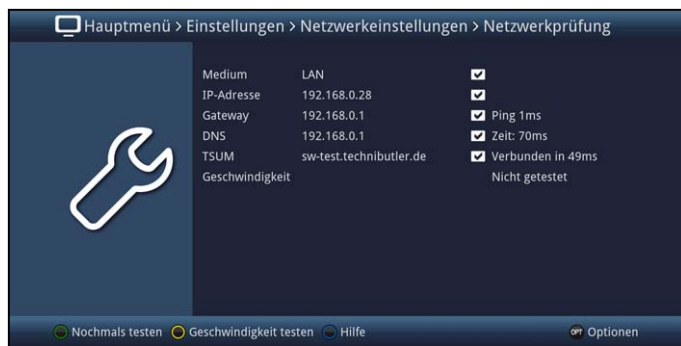 Hauptmenü > Einstellungen > Netzwerkeinstellungen > Netzwerkprüfung
Medium LAN
IP-Adresse 192.168.0.28
Gateway 192.168.0.1 Ping 1ms
DNS 192.168.0.1 Zeit: 70ms
TSUM sw-test.technibutler.de Verbunden in 49ms
Geschwindigkeit Nicht getestet
Nochmals testen Geschwindigkeit testen Hilfe OPT Optionen